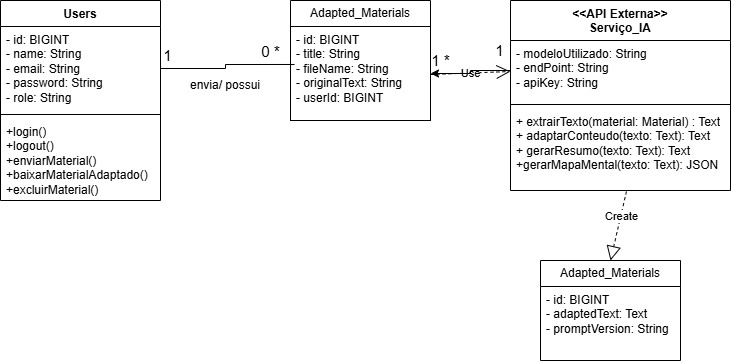 Users
- id: BIGINT
- name: String
- email: String
- password: String
- role: String
+login()
+logout()
+enviarMaterial()
+baixarMaterialAdaptado()
+excluirMaterial()
1
0 *
envia/ possui
Adapted_Materials
- id: BIGINT
- title: String
- fileName: String
- originalText: String
- userId: BIGINT
1 *
1
Use
<<API Externa>>
Serviço_IA
- modeloUtilizado: String
- endPoint: String
- apiKey: String
+ extrairTexto(material: Material) : Text
+ adaptarConteudo(texto: Text): Text
+ gerarResumo(texto: Text): Text
+gerarMapaMental(texto: Text): JSON
Create
Adapted_Materials
- id: BIGINT
- adaptedText: Text
- promptVersion: String